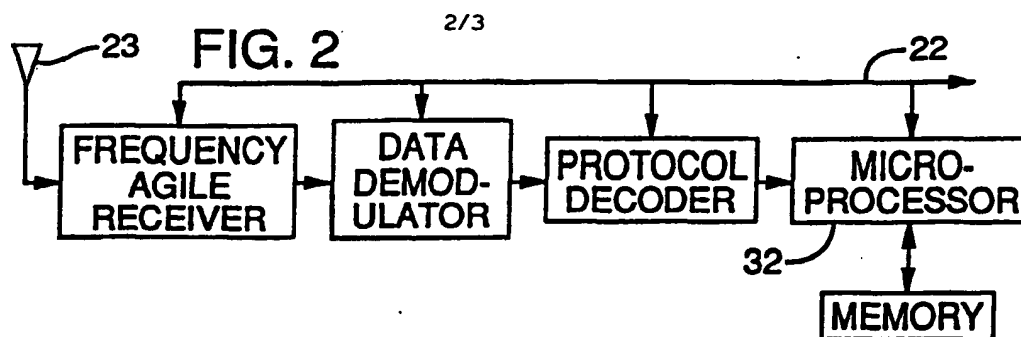 2/3
23
FIG. 2
22
FREQUENCY
AGILE
RECEIVER
DATA
DEMOD-
ULATOR
PROTOCOL
DECODER
MICRO-
PROCESSOR
32
MEMORY